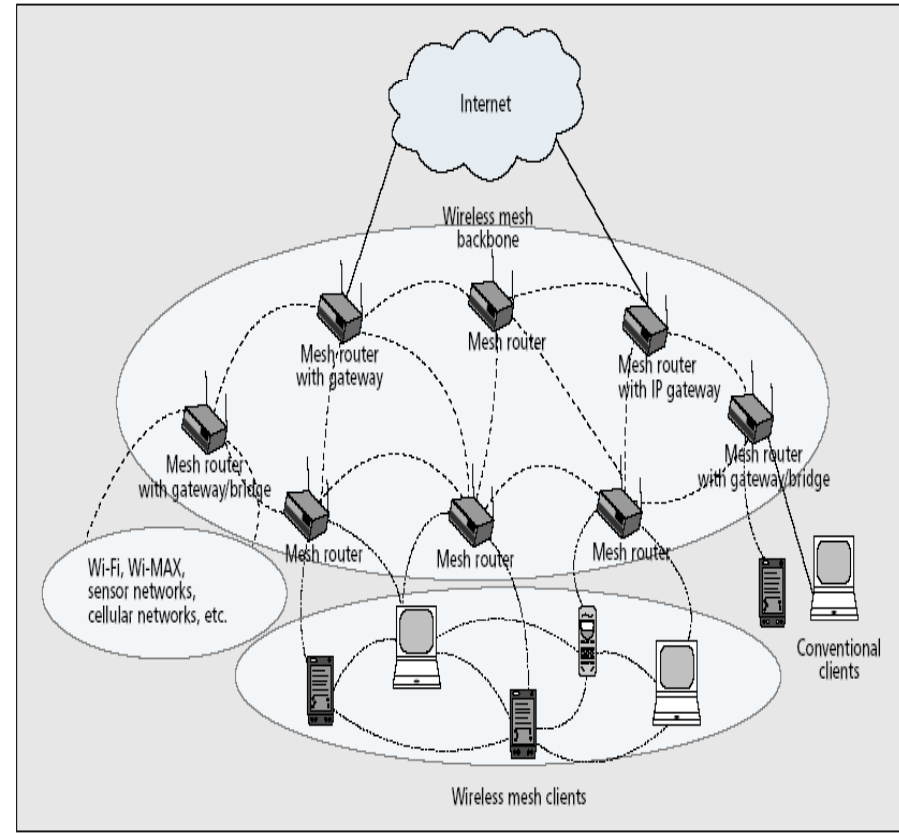 Internet
Wireless mesh
backbone
Mesh router
with gateway
Mesh router
Mesh router
with IP gateway
Mesh router
with gateway/bridge
Mesh router
with gateway/bridge
Mesh router
Mesh router
Mesh router
Wi-Fi, Wi-MAX,
sensor networks,
cellular networks, etc.
Conventional
clients
Wireless mesh clients